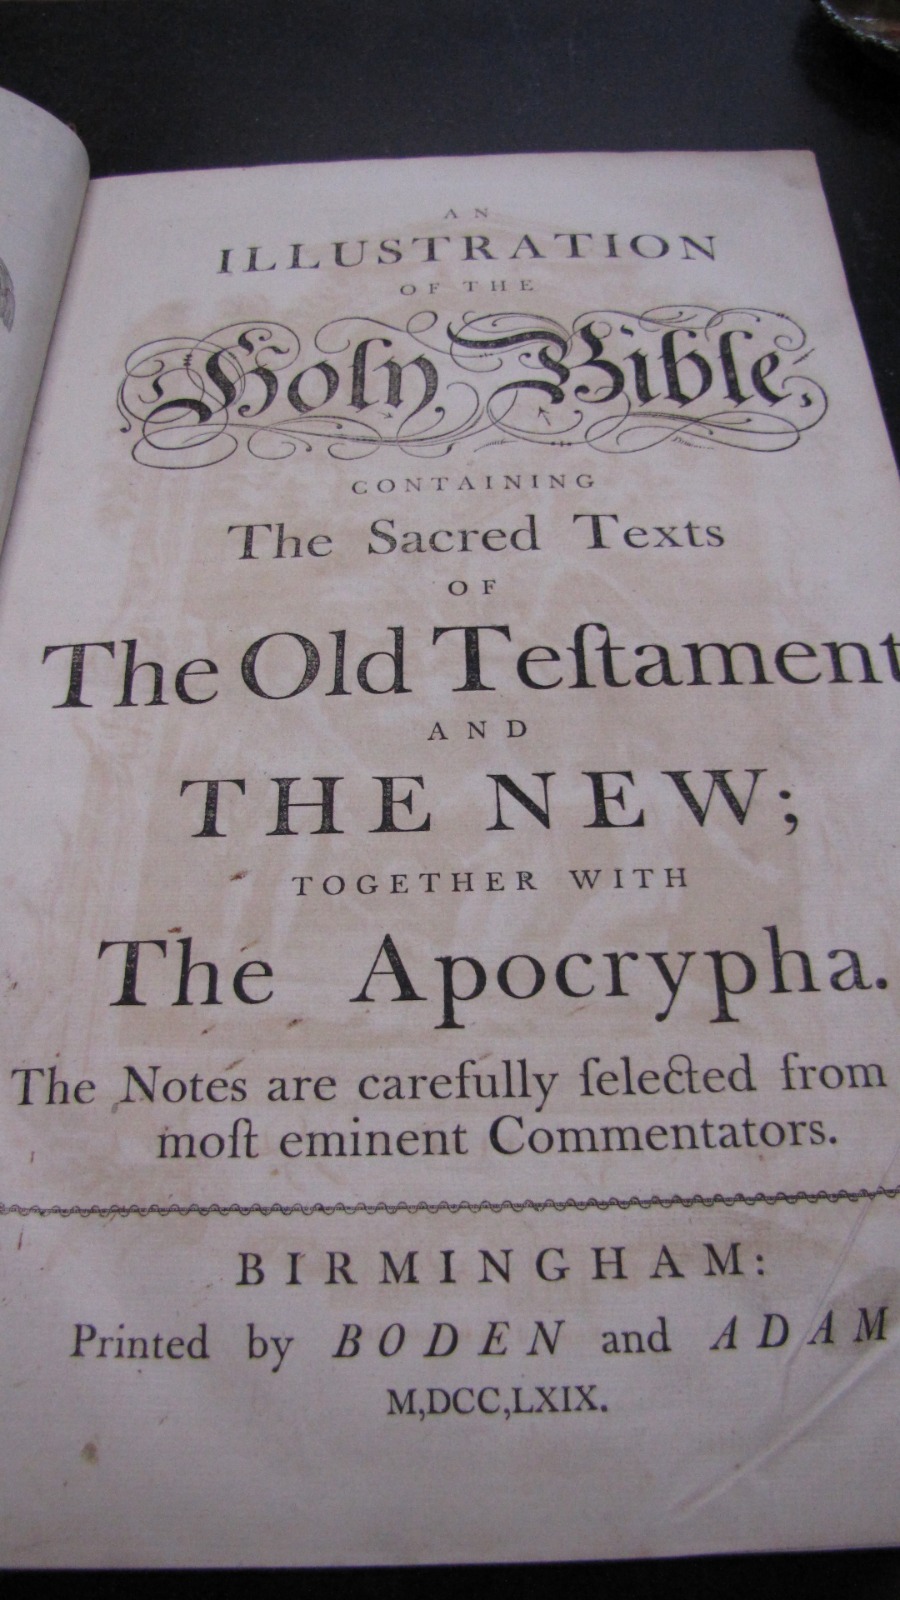 AN
ILLUSTRATION
OF THE
Holy Bible,
CONTAINING
The Sacred Texts
OF
The Old Teſtament
AND
THE NEW;
TOGETHER WITH
The Apocrypha.
The Notes are carefully ſelected from
moſt eminent Commentators.
BIRMINGHAM:
Printed by BODEN and ADAM
M,DCC,LXIX.